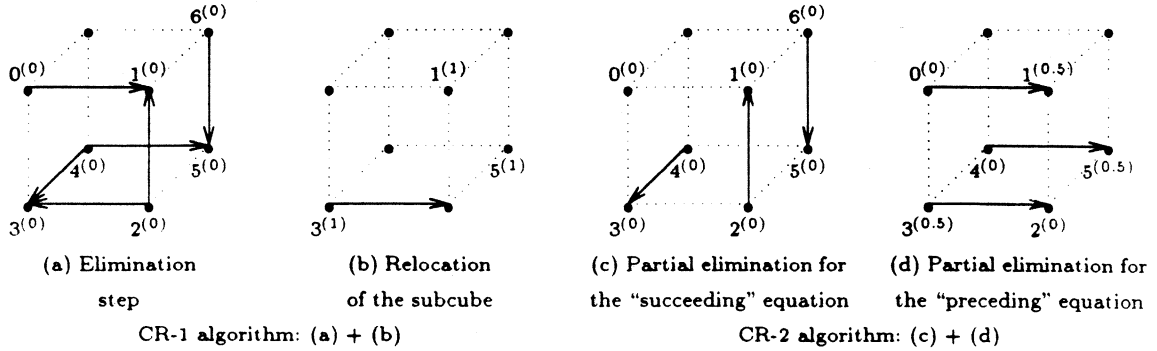 6(0) 6(0)
0(0) 1(0) 1(1) 0(0) 1(0) 0(0) 1(0.5)
4(0) 5(0) 5(1) 4(0) 5(0) 4(0) 5(0.5)
3(0) 2(0) 3(1) 3(0) 2(0) 3(0.5) 2(0)
(a) Elimination (b) Relocation (c) Partial elimination for (d) Partial elimination for
step of the subcube the "succeeding" equation the "preceding" equation
CR-1 algorithm: (a) + (b) CR-2 algorithm: (c) + (d)